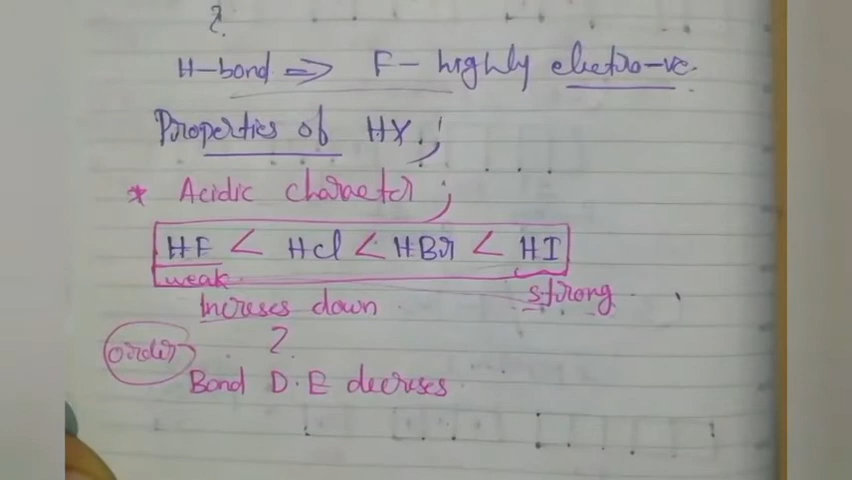 ?
H-bond => F- highly electro-ve.
Properties of HX ;
* Acidic charactor ;
HF < HCl < HBr < HI
weak strong
Increses down
?
order
Bond D.E decreses